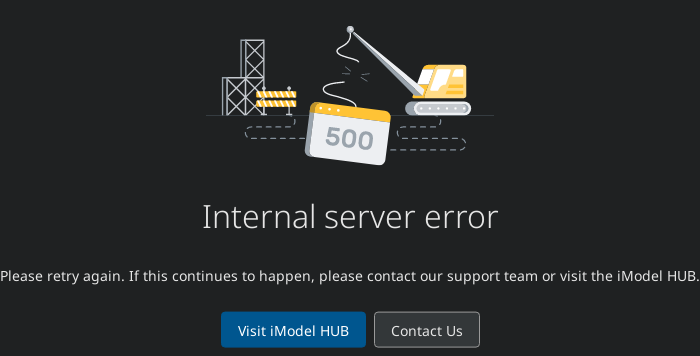 500
Internal server error
Please retry again. If this continues to happen, please contact our support team or visit the iModel HUB.
Visit iModel HUB
Contact Us